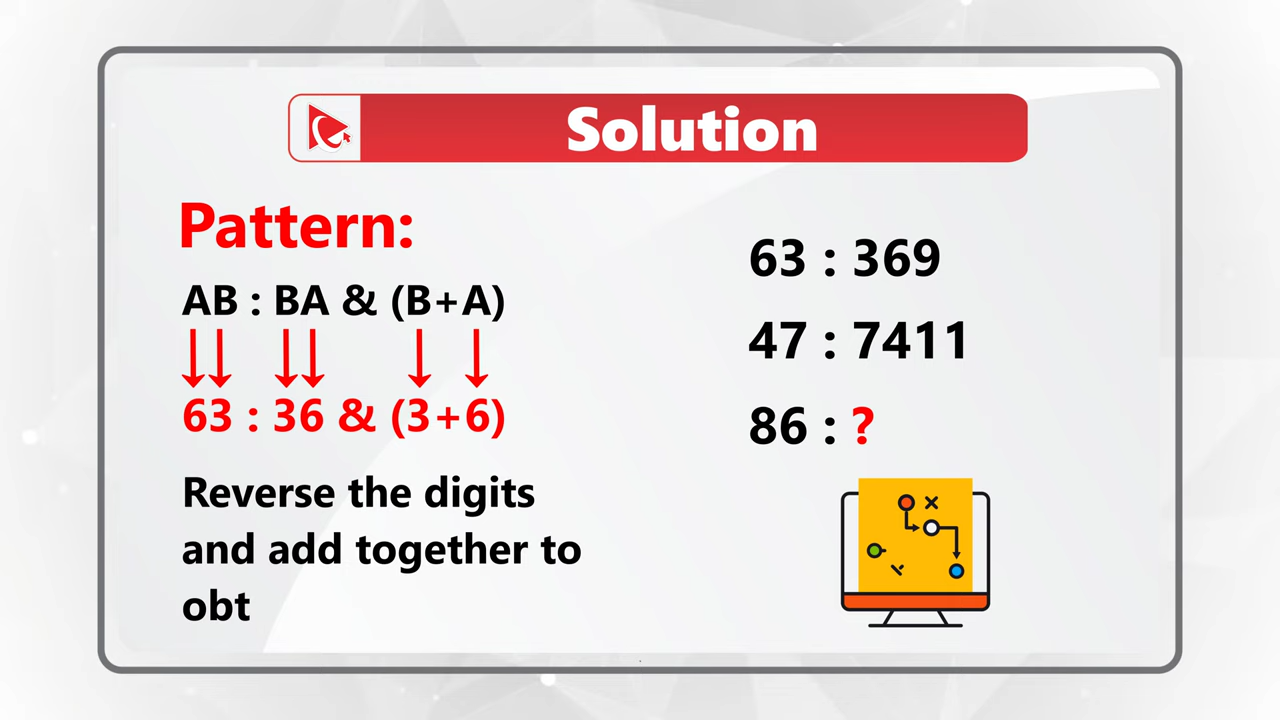 Solution
Pattern:
AB : BA & (B+A)
63 : 36 & (3+6)
Reverse the digits
and add together to
obt
63 : 369
47 : 7411
86 : ?